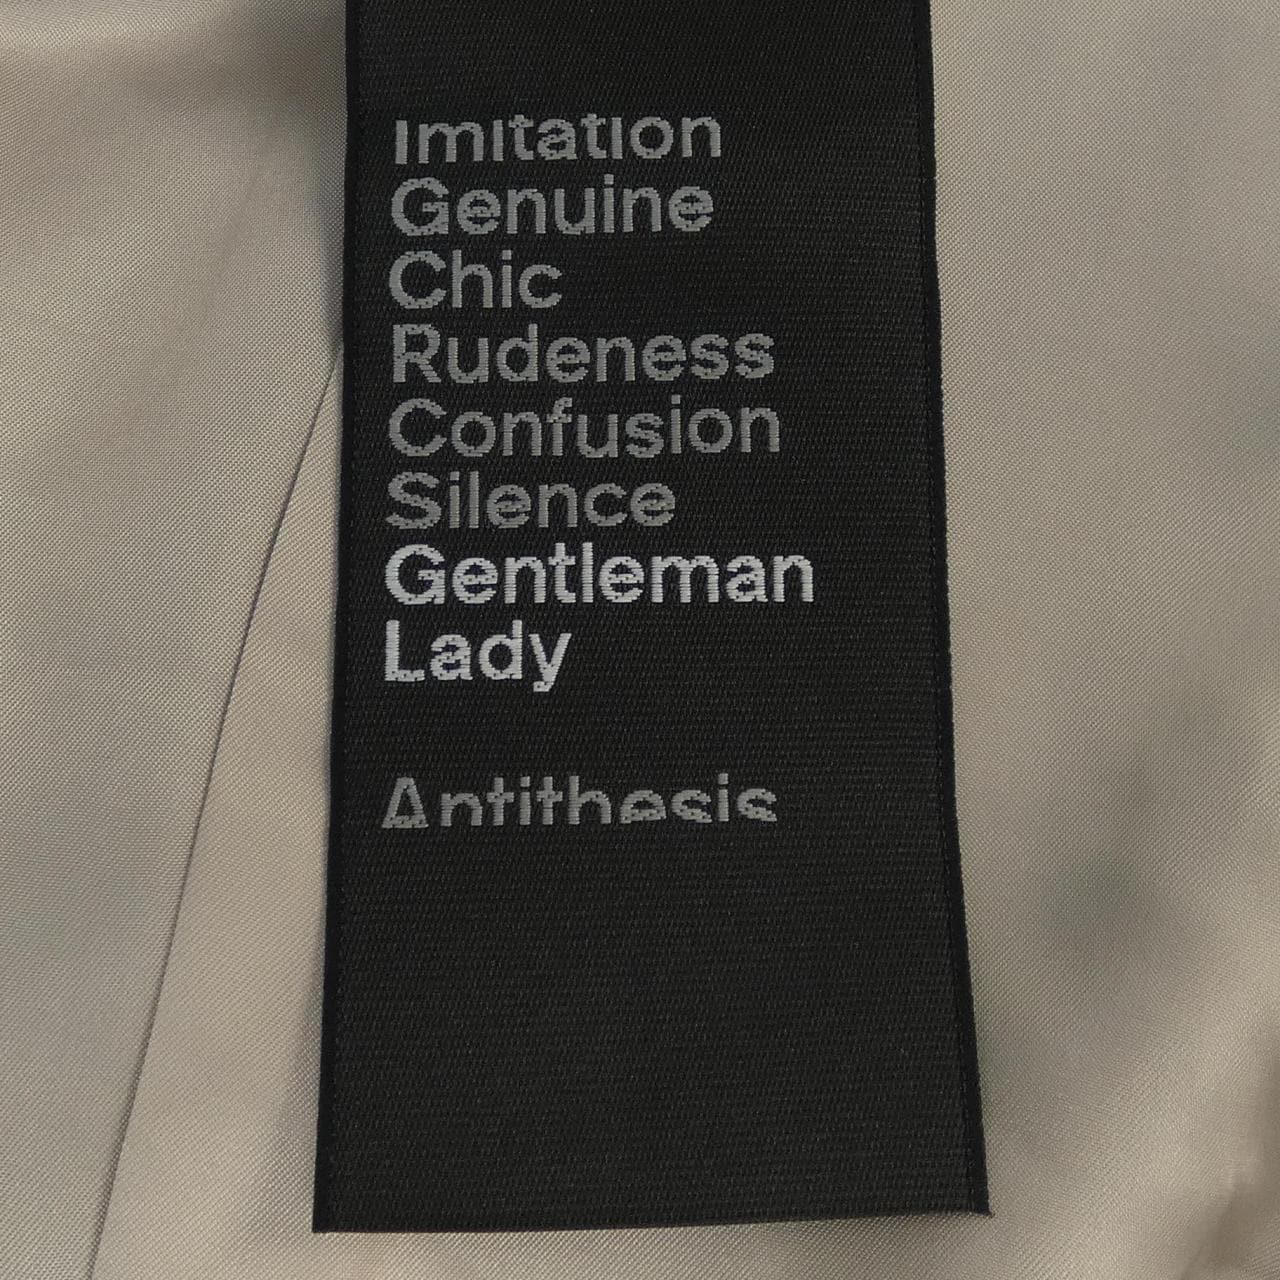 Imitation
Genuine
Chic
Rudeness
Confusion
Silence
Gentleman
Lady
Antithesis